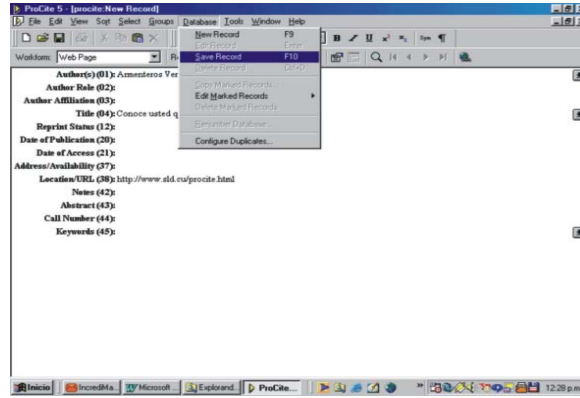 ProCite 5 - [procite:New Record]
File Edit View Sort Select Groups Database Tools Window Help
New Record F9
Edit Record Enter
Save Record F10
Delete Record Ctrl+D
Copy Marked Records...
Edit Marked Records
Delete Marked Records
Renumber Database...
Configure Duplicates...
Workform: Web Page
Author(s) (01): Armenteros Ver
Author Role (02):
Author Affiliation (03):
Title (04): Conoce usted q
Reprint Status (12):
Date of Publication (20):
Date of Access (21):
Address/Availability (37):
Location/URL (38): http://www.sld.cu/procite.html
Notes (42):
Abstract (43):
Call Number (44):
Keywords (45):
Inicio IncrediMa... Microsoft ... Explorand... ProCite... 12:28 p.m.